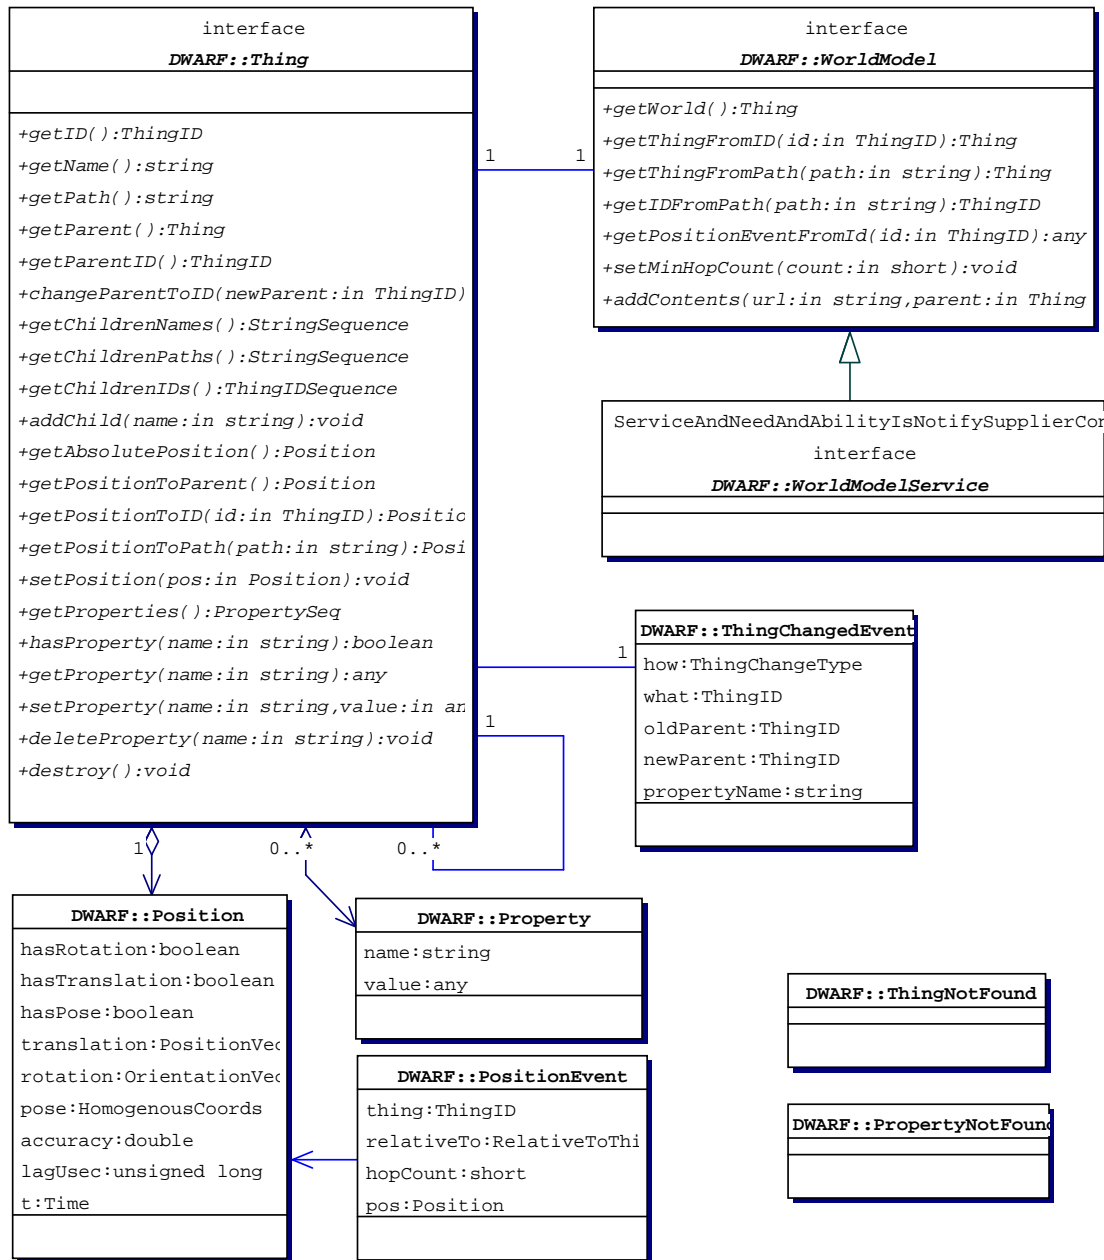 interface
DWARF::Thing
+getID():ThingID
+getName():string
+getPath():string
+getParent():Thing
+getParentID():ThingID
+changeParentToID(newParent:in ThingID)
+getChildrenNames():StringSequence
+getChildrenPaths():StringSequence
+getChildrenIDs():ThingIDSequence
+addChild(name:in string):void
+getAbsolutePosition():Position
+getPositionToParent():Position
+getPositionToID(id:in ThingID):Positio
+getPositionToPath(path:in string):Posi
+setPosition(pos:in Position):void
+getProperties():PropertySeq
+hasProperty(name:in string):boolean
+getProperty(name:in string):any
+setProperty(name:in string,value:in an
+deleteProperty(name:in string):void
+destroy():void
1
1
interface
DWARF::WorldModel
+getWorld():Thing
+getThingFromID(id:in ThingID):Thing
+getThingFromPath(path:in string):Thing
+getIDFromPath(path:in string):ThingID
+getPositionEventFromId(id:in ThingID):any
+setMinHopCount(count:in short):void
+addContents(url:in string,parent:in Thing
ServiceAndNeedAndAbilityIsNotifySupplierCon
interface
DWARF::WorldModelService
1
DWARF::ThingChangedEvent
how:ThingChangeType
what:ThingID
oldParent:ThingID
newParent:ThingID
propertyName:string
1
1
0..*
0..*
DWARF::Position
hasRotation:boolean
hasTranslation:boolean
hasPose:boolean
translation:PositionVec
rotation:OrientationVec
pose:HomogenousCoords
accuracy:double
lagUsec:unsigned long
t:Time
DWARF::Property
name:string
value:any
DWARF::PositionEvent
thing:ThingID
relativeTo:RelativeToThi
hopCount:short
pos:Position
DWARF::ThingNotFound
DWARF::PropertyNotFound